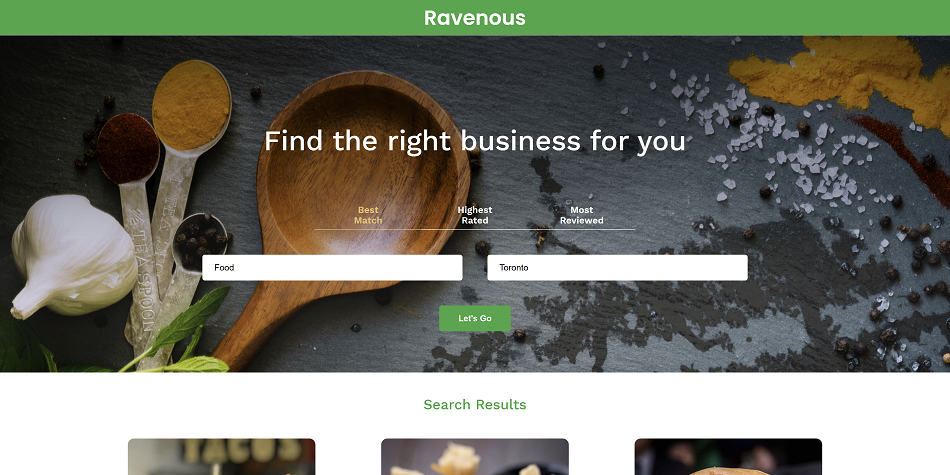 Ravenous
Find the right business for you
Best
Match
Highest
Rated
Most
Reviewed
Food
Toronto
Let's Go
Search Results
TACOS